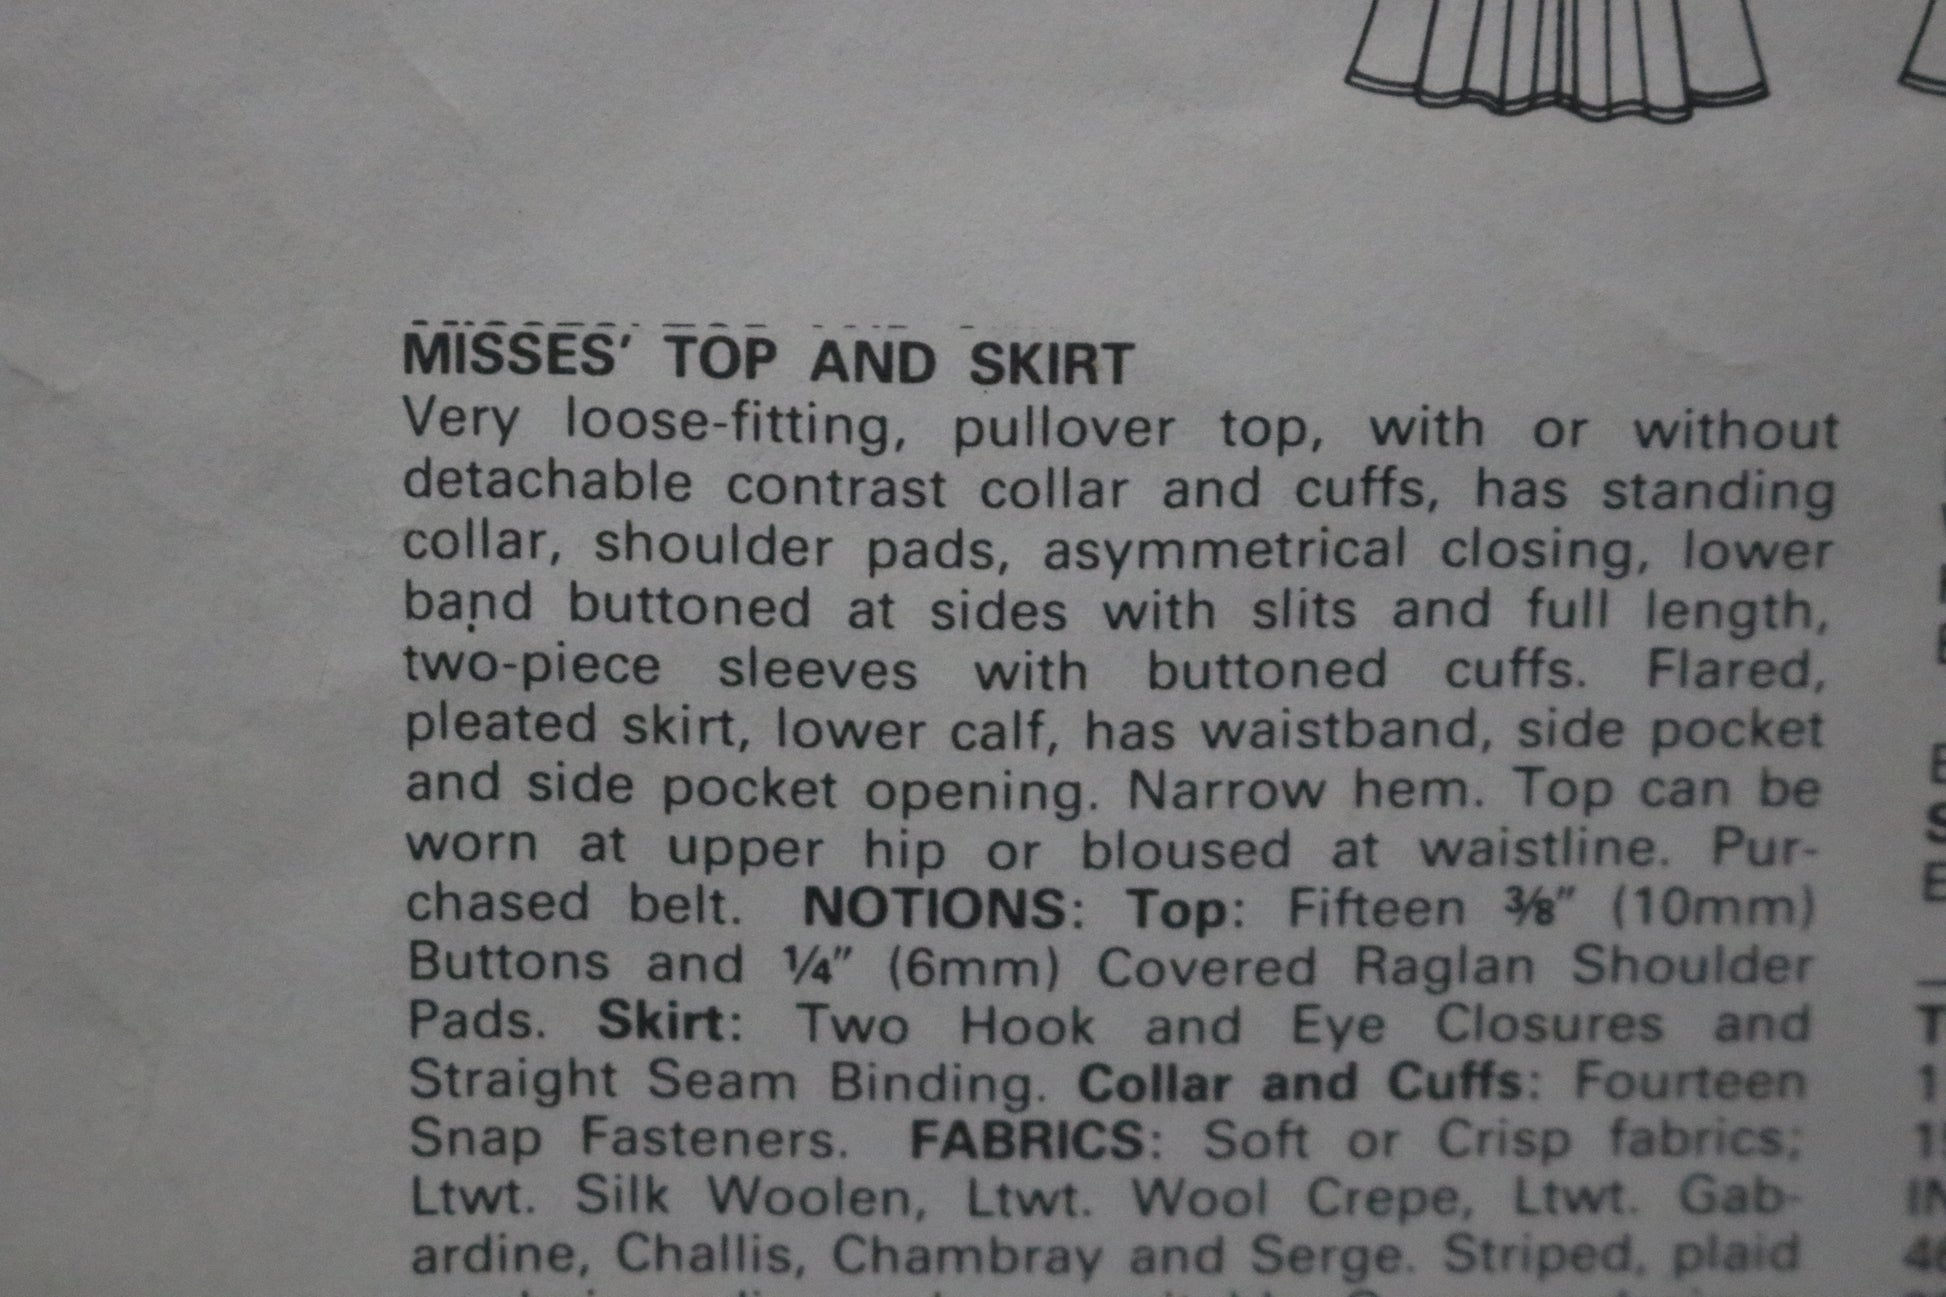 MISSES' TOP AND SKIRT
Very loose-fitting, pullover top, with or without
detachable contrast collar and cuffs, has standing
collar, shoulder pads, asymmetrical closing, lower
band buttoned at sides with slits and full length,
two-piece sleeves with buttoned cuffs. Flared,
pleated skirt, lower calf, has waistband, side pocket
and side pocket opening. Narrow hem. Top can be
worn at upper hip or bloused at waistline. Pur-
chased belt. NOTIONS: Top: Fifteen ⅜" (10mm)
Buttons and ¼" (6mm) Covered Raglan Shoulder
Pads. Skirt: Two Hook and Eye Closures and
Straight Seam Binding. Collar and Cuffs: Fourteen
Snap Fasteners. FABRICS: Soft or Crisp fabrics;
Ltwt. Silk Woolen, Ltwt. Wool Crepe, Ltwt. Gab-
ardine, Challis, Chambray and Serge. Striped, plaid